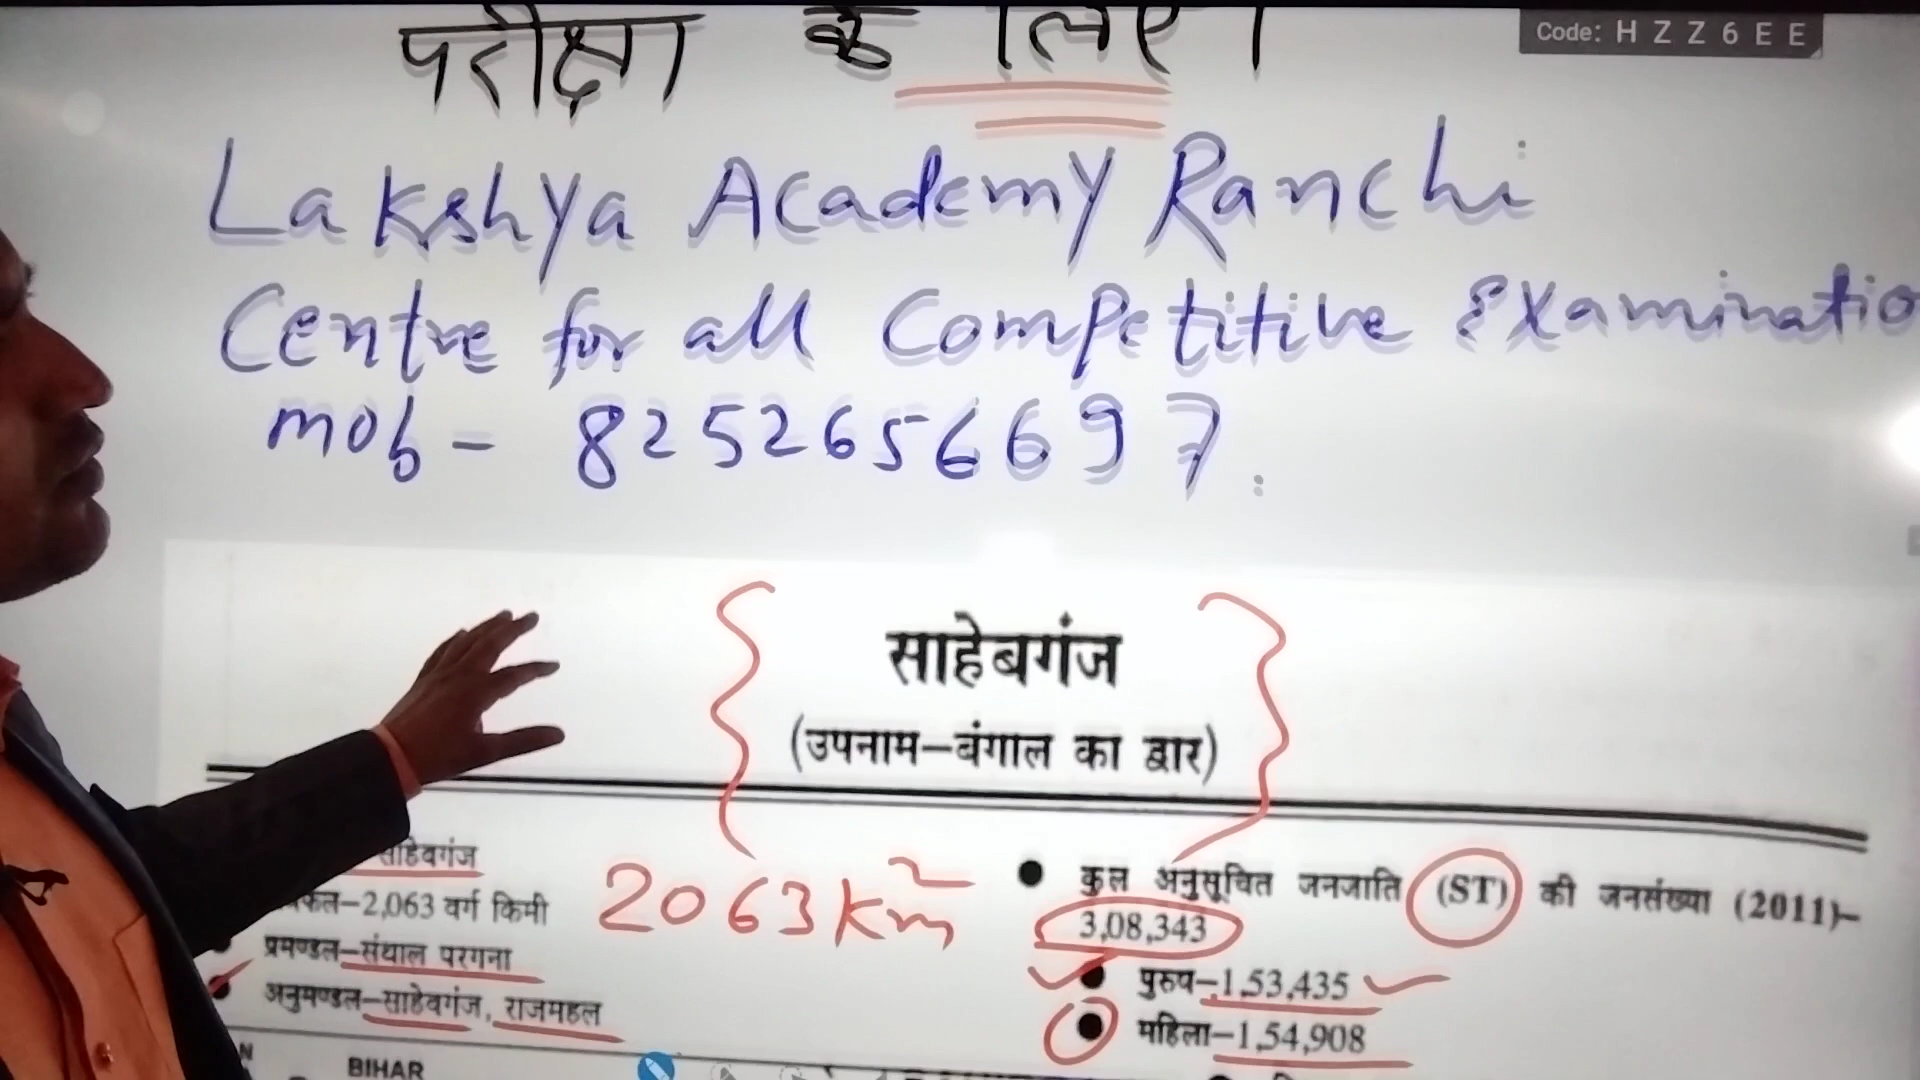 परीक्षा के लिए।
Code: HZZ6EE
Lakshya Academy Ranchi
Centre for all Competitive Examinatio
mob - 8252656697.
साहेबगंज
(उपनाम–बंगाल का द्वार)
साहेबगंज
–2,063 वर्ग किमी
2063 km²
प्रमण्डल–संथाल परगना
अनुमण्डल–साहेबगंज, राजमहल
• कुल अनुसूचित जनजाति (ST) की जनसंख्या (2011)–
3,08,343
• पुरुष–1,53,435
• महिला–1,54,908
BIHAR